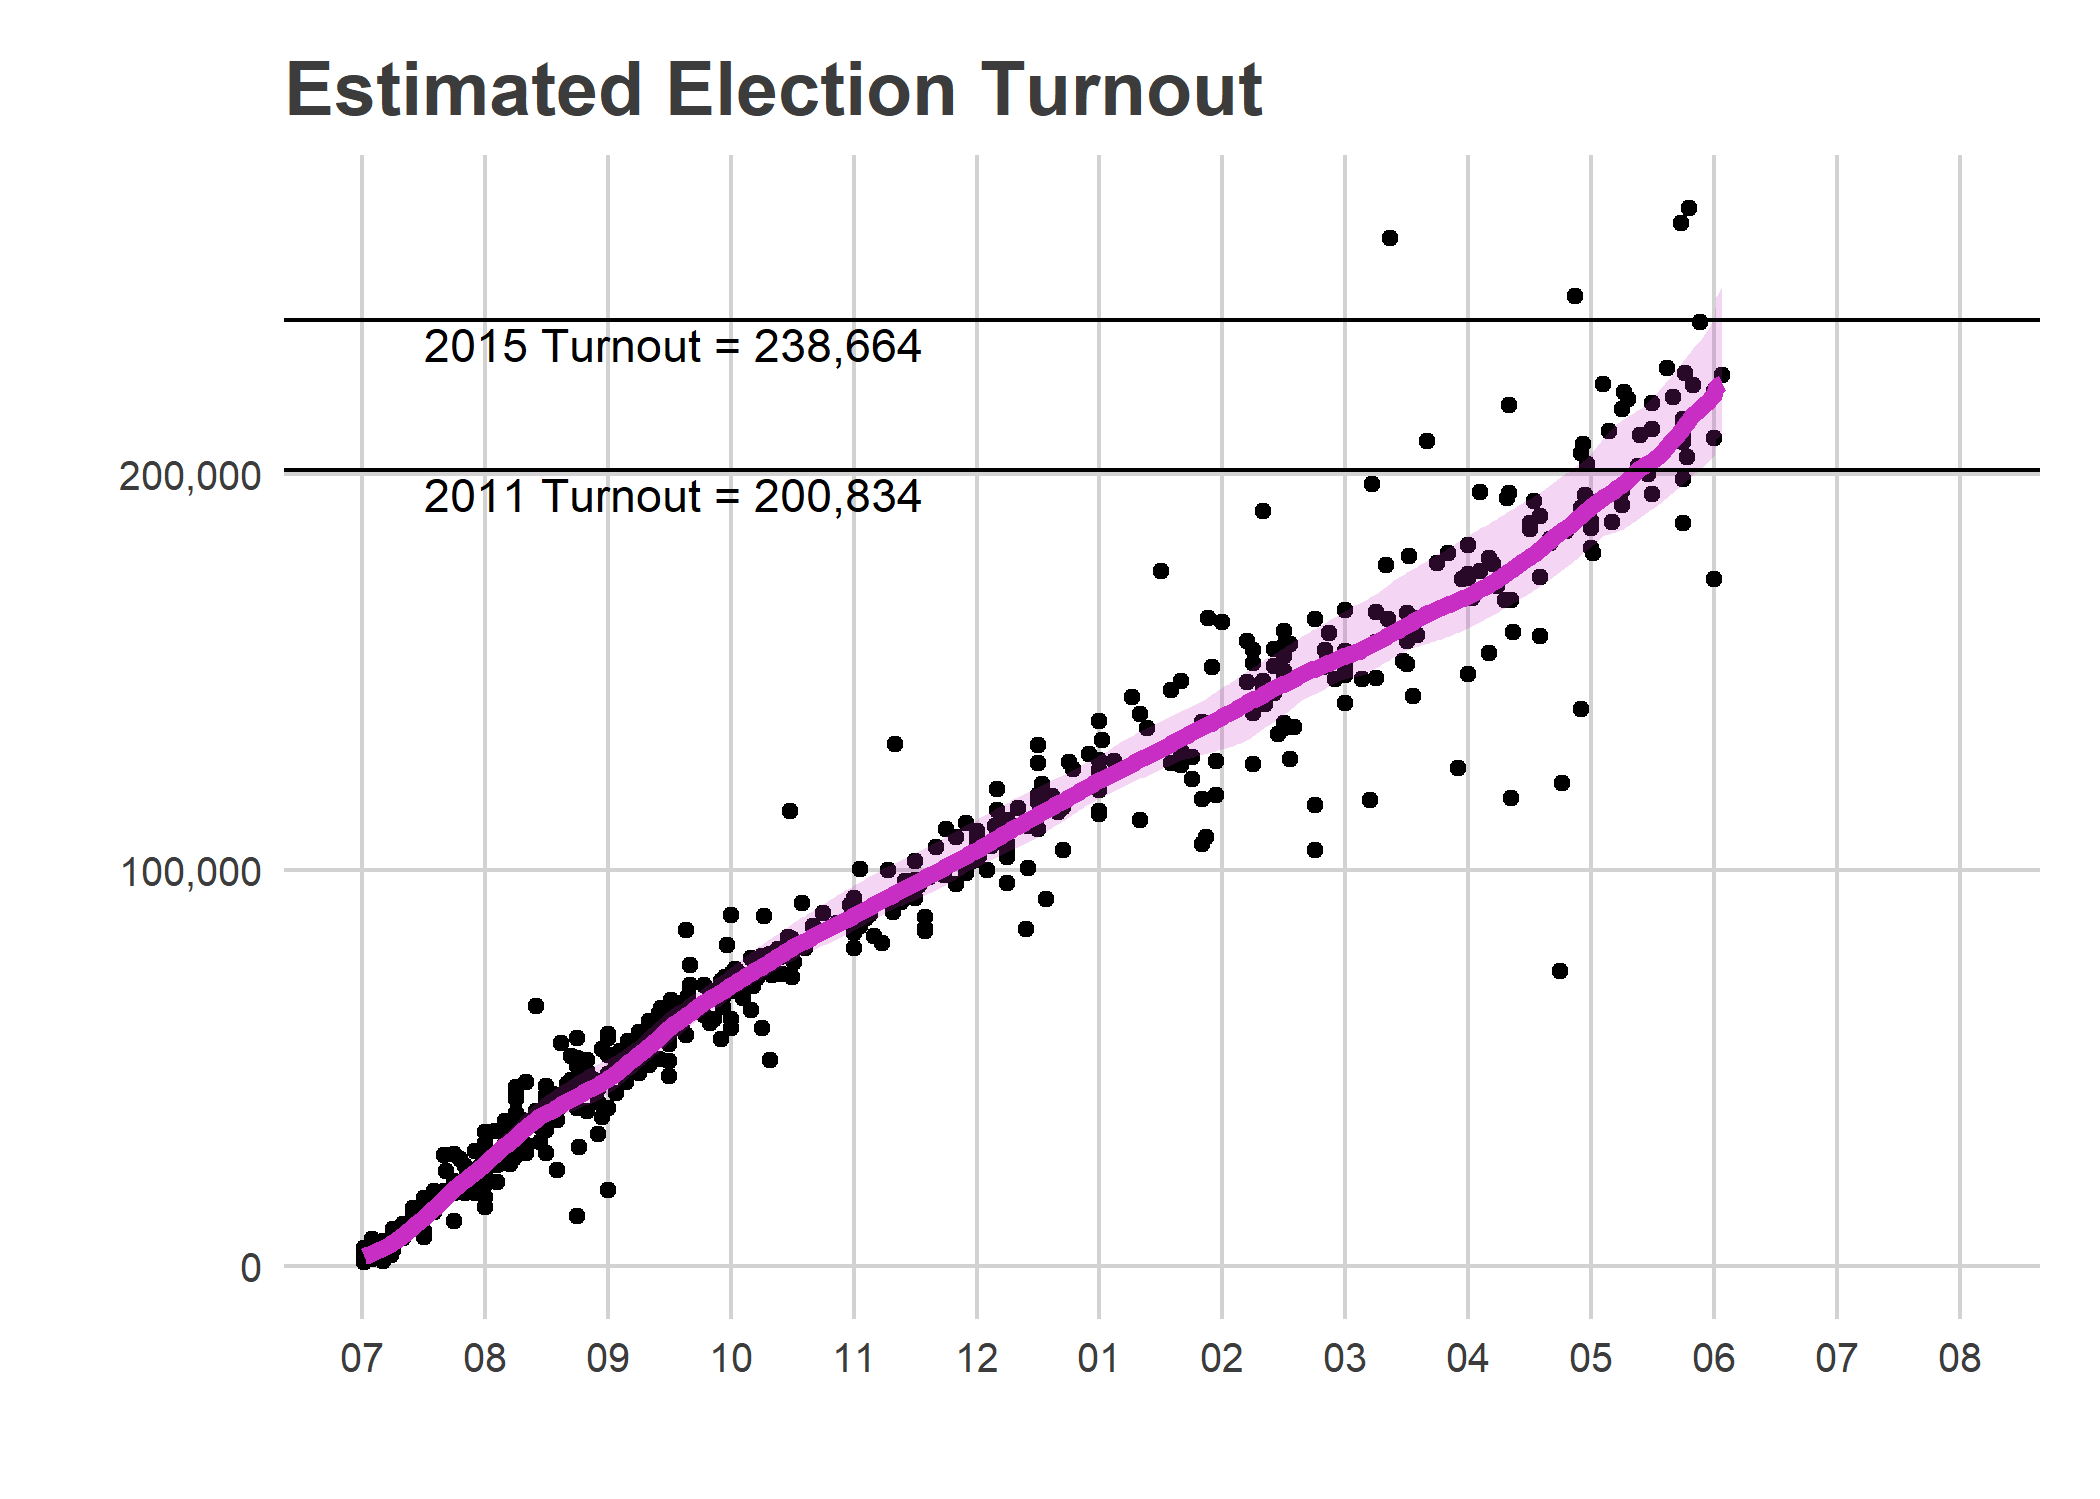 Estimated Election Turnout
2015 Turnout = 238,664
200,000
2011 Turnout = 200,834
100,000
0
07 08 09 10 11 12 01 02 03 04 05 06 07 08